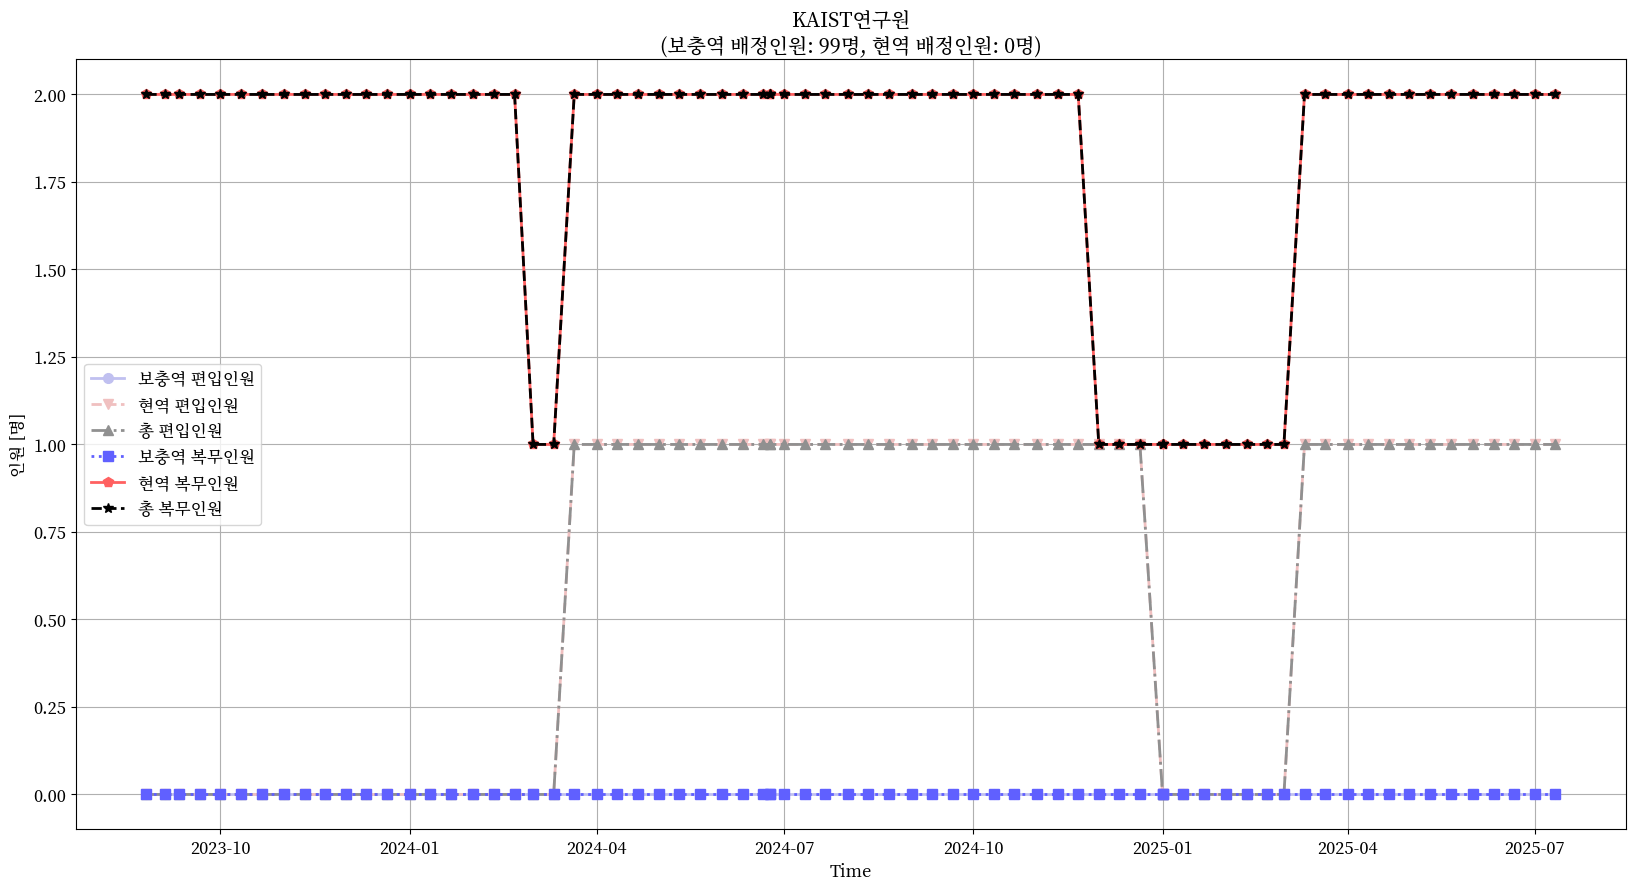 KAIST연구원
(보충역 배정인원: 99명, 현역 배정인원: 0명)
인원 [명]
2.00
1.75
1.50
1.25
1.00
0.75
0.50
0.25
0.00
보충역 편입인원
현역 편입인원
총 편입인원
보충역 복무인원
현역 복무인원
총 복무인원
2023-10
2024-01
2024-04
2024-07
2024-10
2025-01
2025-04
2025-07
Time